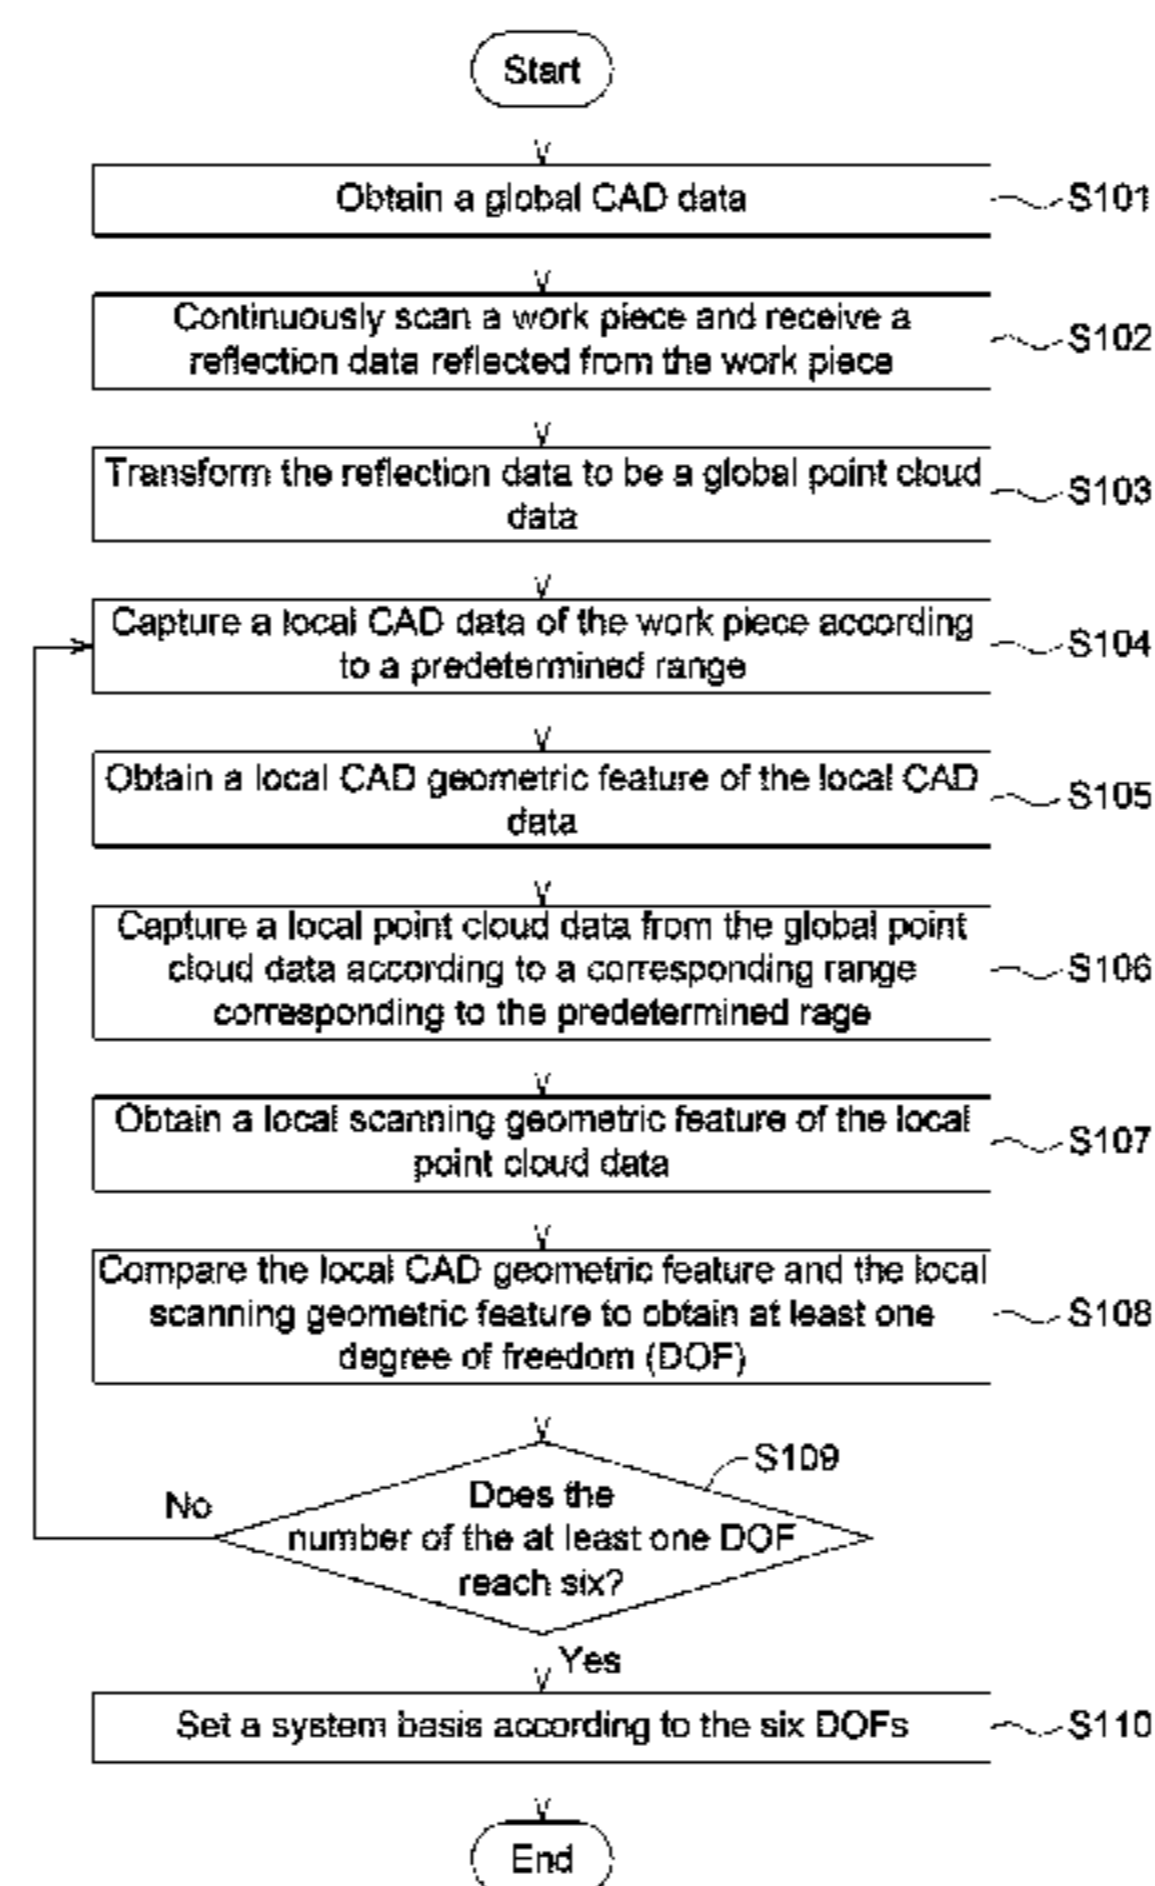 Start
Obtain a global CAD data
S101
Continuously scan a work piece and receive a
reflection data reflected from the work piece
S102
Transform the reflection data to be a global point cloud
data
S103
Capture a local CAD data of the work piece according
to a predetermined range
S104
Obtain a local CAD geometric feature of the local CAD
data
S105
Capture a local point cloud data from the global point
cloud data according to a corresponding range
corresponding to the predetermined rage
S106
Obtain a local scanning geometric feature of the local
point cloud data
S107
Compare the local CAD geometric feature and the local
scanning geometric feature to obtain at least one
degree of freedom (DOF)
S108
S109
No
Does the
number of the at least one DOF
reach six?
Yes
Set a system basis according to the six DOFs
S110
End